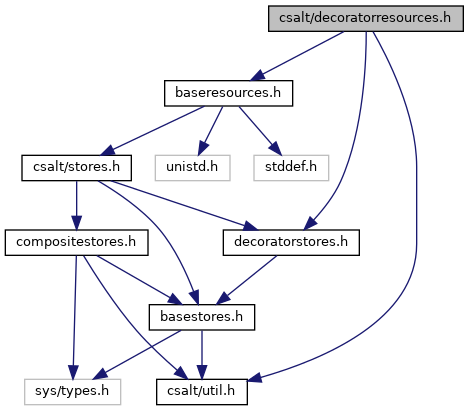 csalt/decoratorresources.h
baseresources.h
csalt/stores.h
unistd.h
stddef.h
compositestores.h
decoratorstores.h
basestores.h
sys/types.h
csalt/util.h